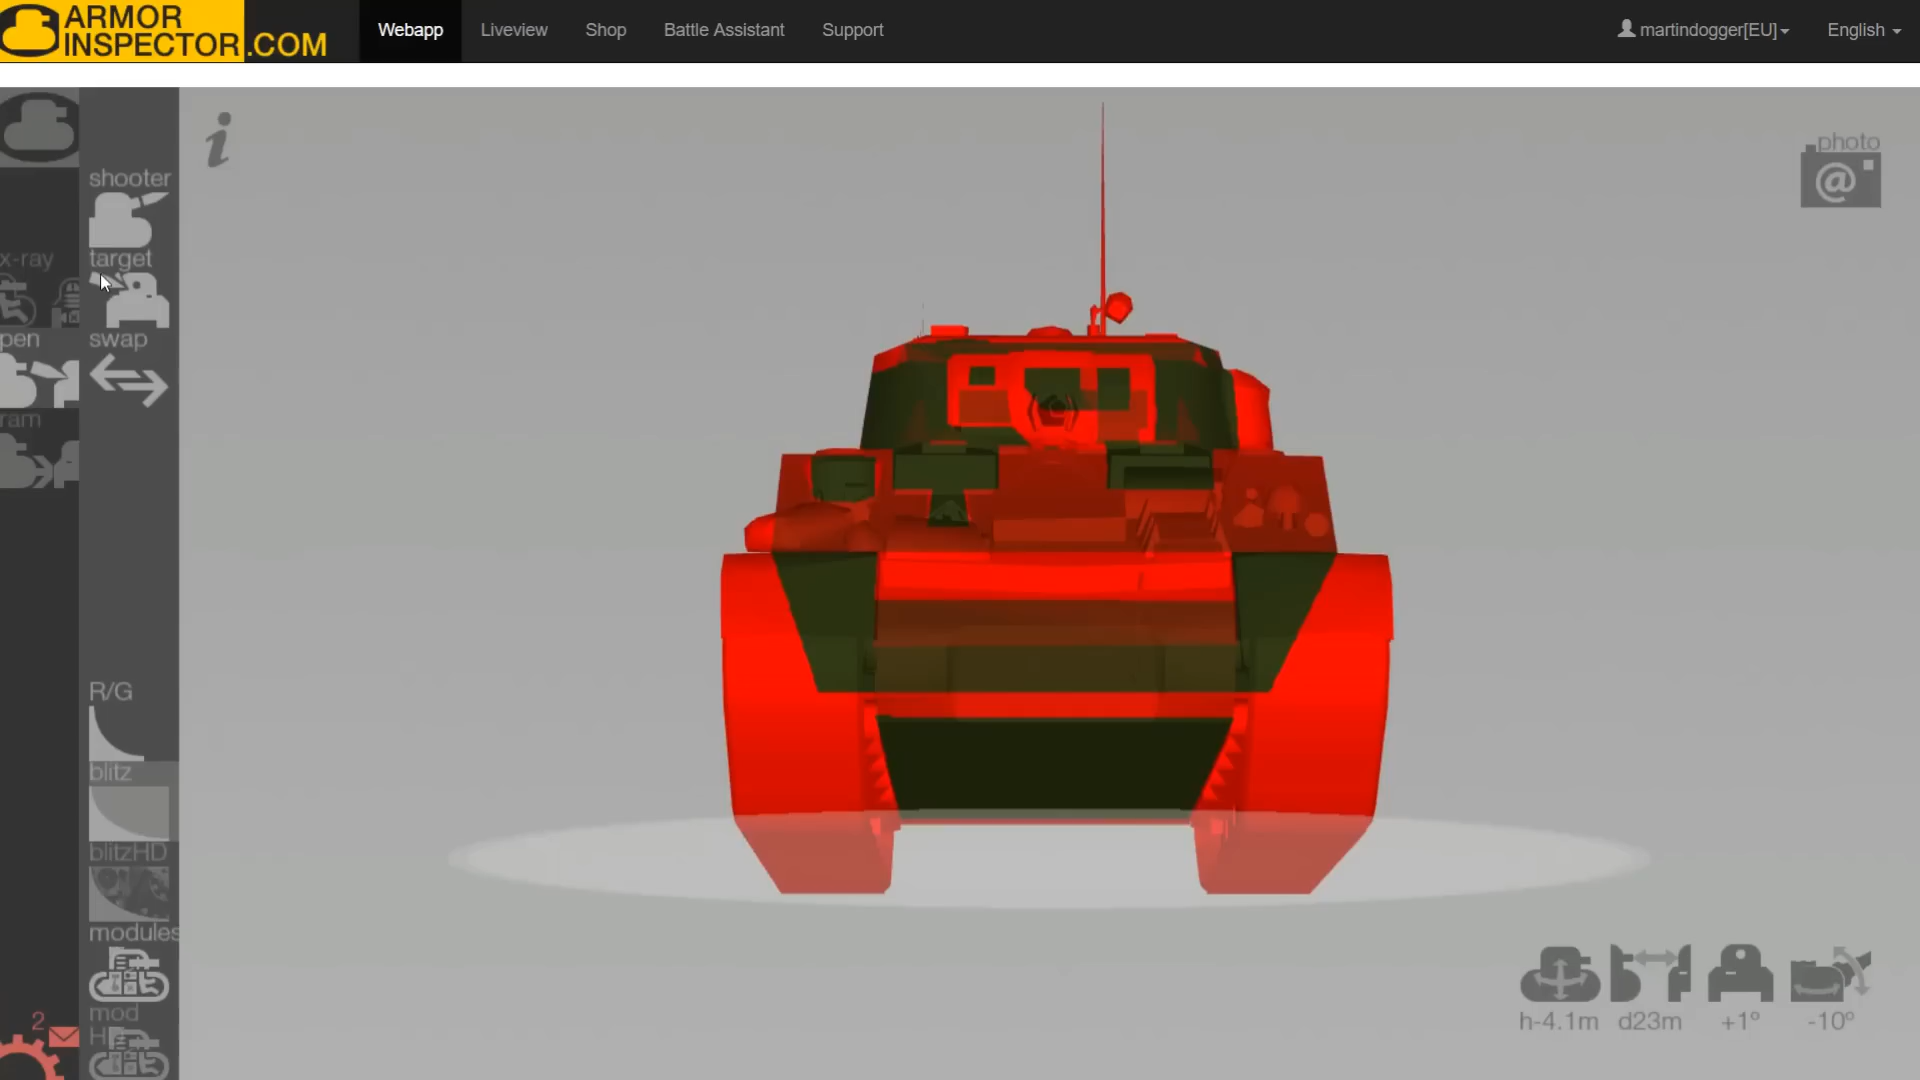 ARMOR
INSPECTOR.COM
Webapp
Liveview
Shop
Battle Assistant
Support
martindogger[EU]
English
i
photo
@
shooter
x-ray
target
pen
swap
ram
R/G
blitz
blitzHD
modules
mod
H
2
h-4.1m
d23m
+1°
-10°